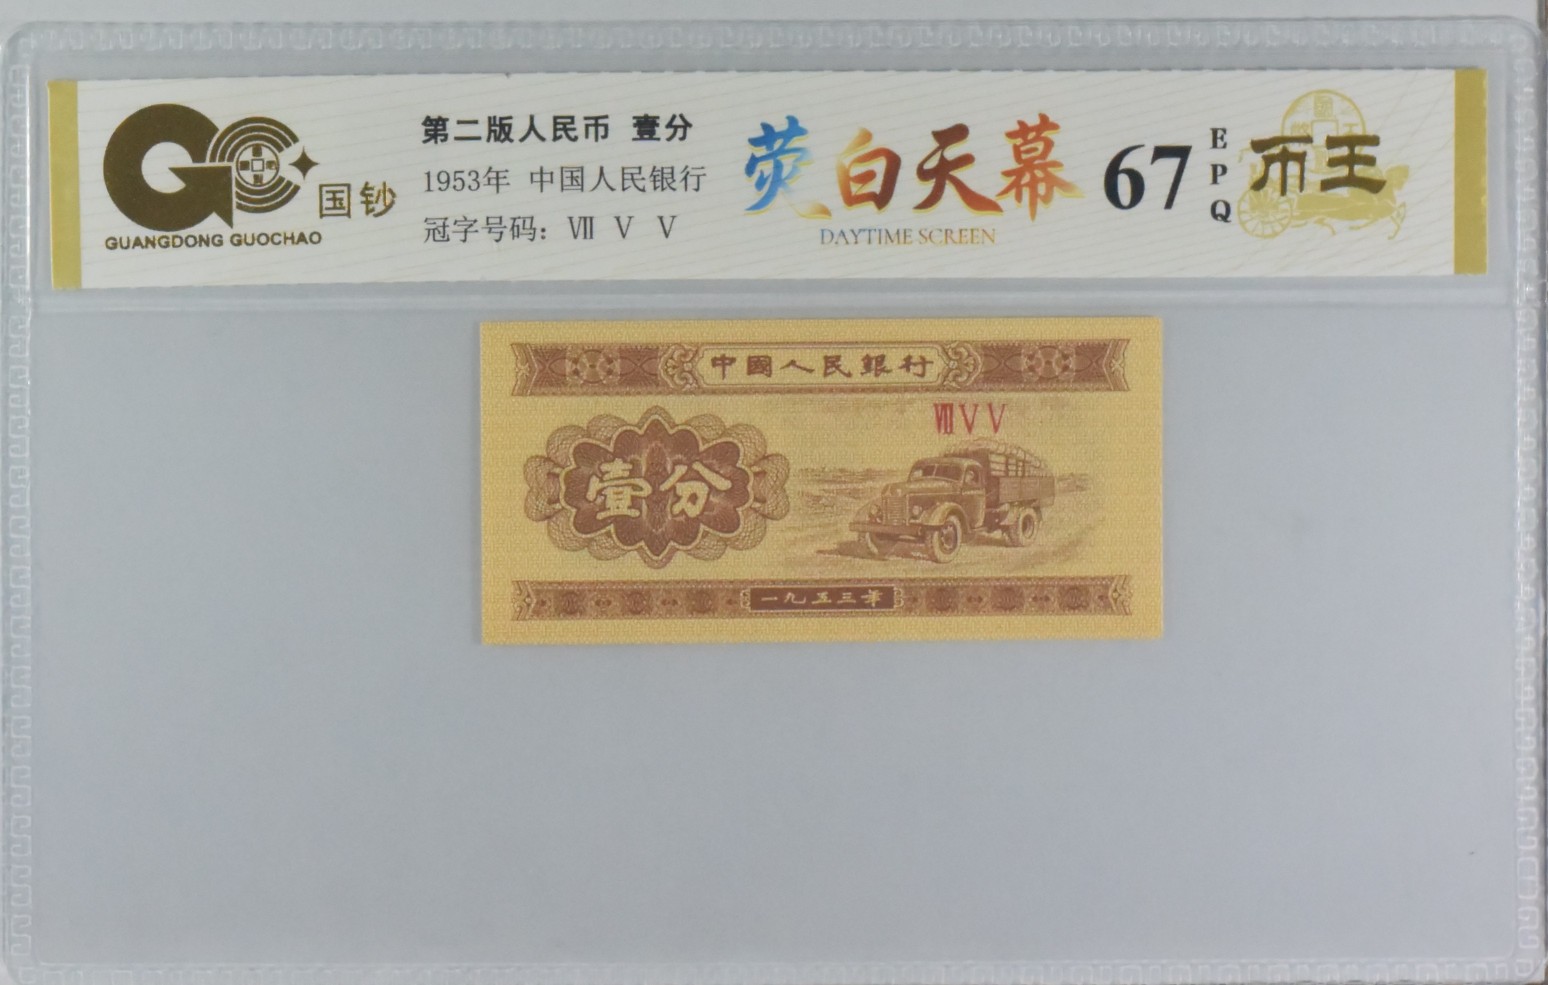 GUANGDONG GUOCHAO
国钞
第二版人民币 壹分
1953年 中国人民银行
冠字号码：Ⅶ Ⅴ Ⅴ
荧白天幕
DAYTIME SCREEN
67
EPQ
币王
中國人民銀行
ⅦⅤⅤ
壹分
一九五三年